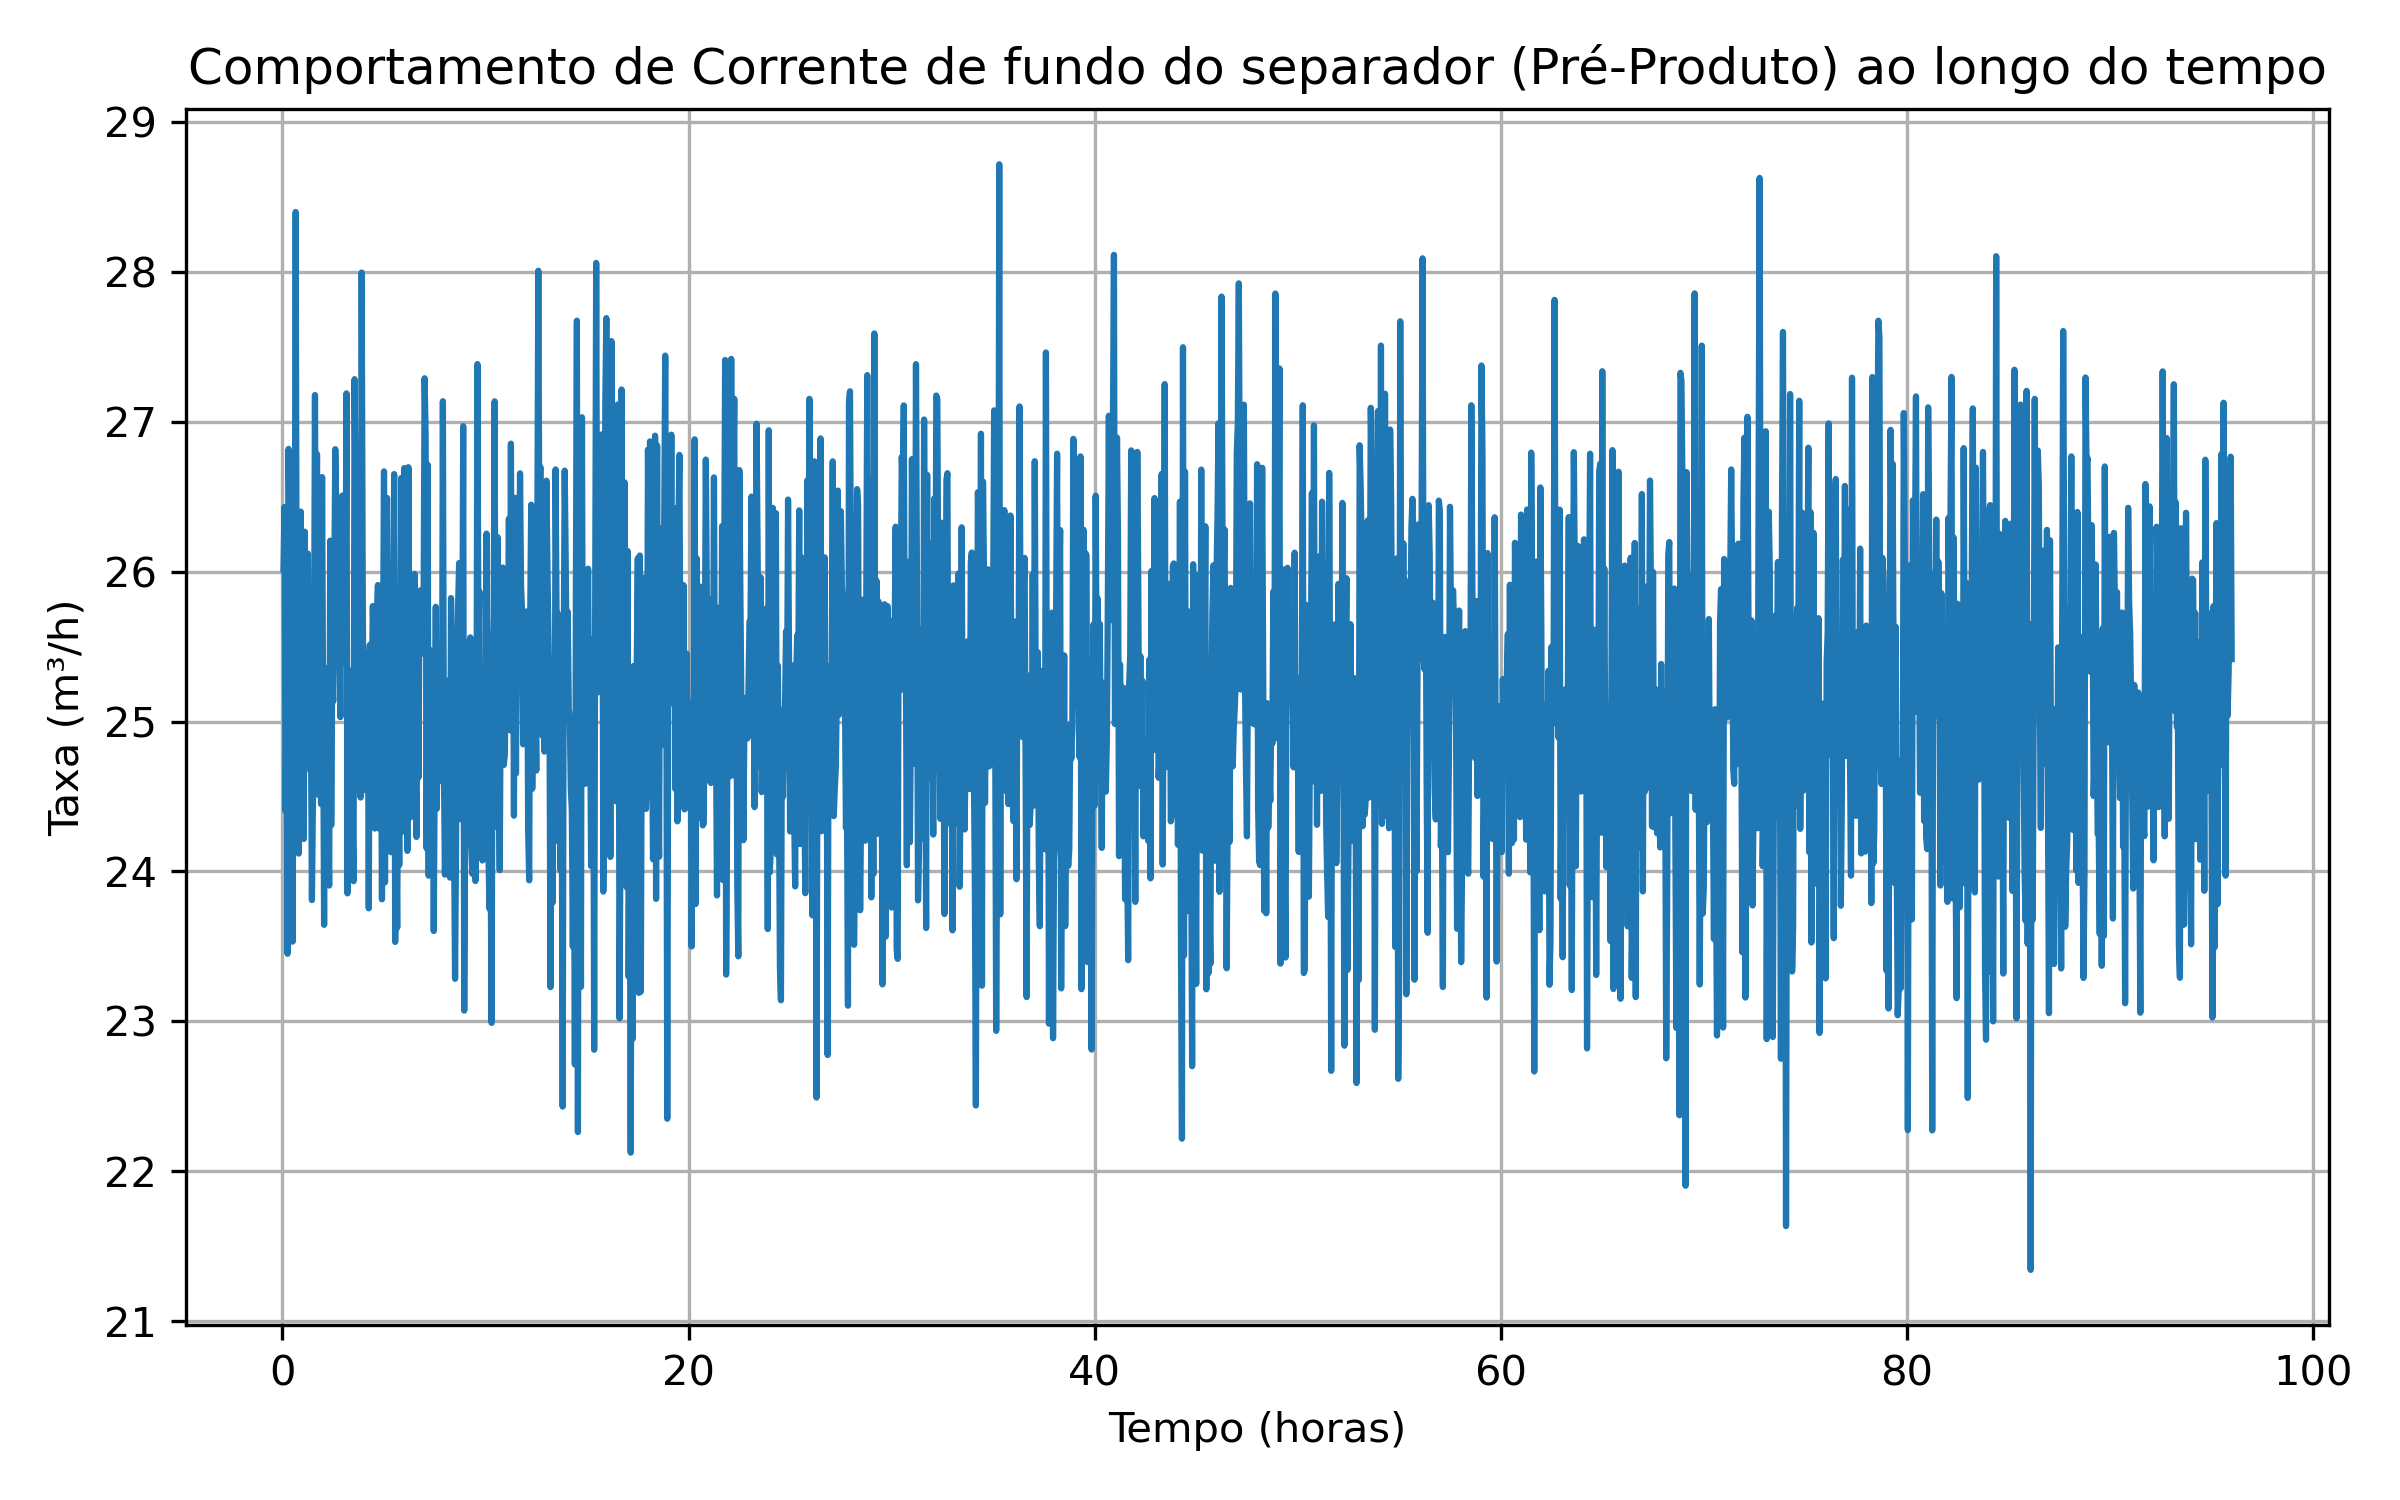 Comportamento de Corrente de fundo do separador (Pré-Produto) ao longo do tempo
29
28
27
26
25
24
23
22
21
Taxa (m³/h)
0 20 40 60 80 100
Tempo (horas)